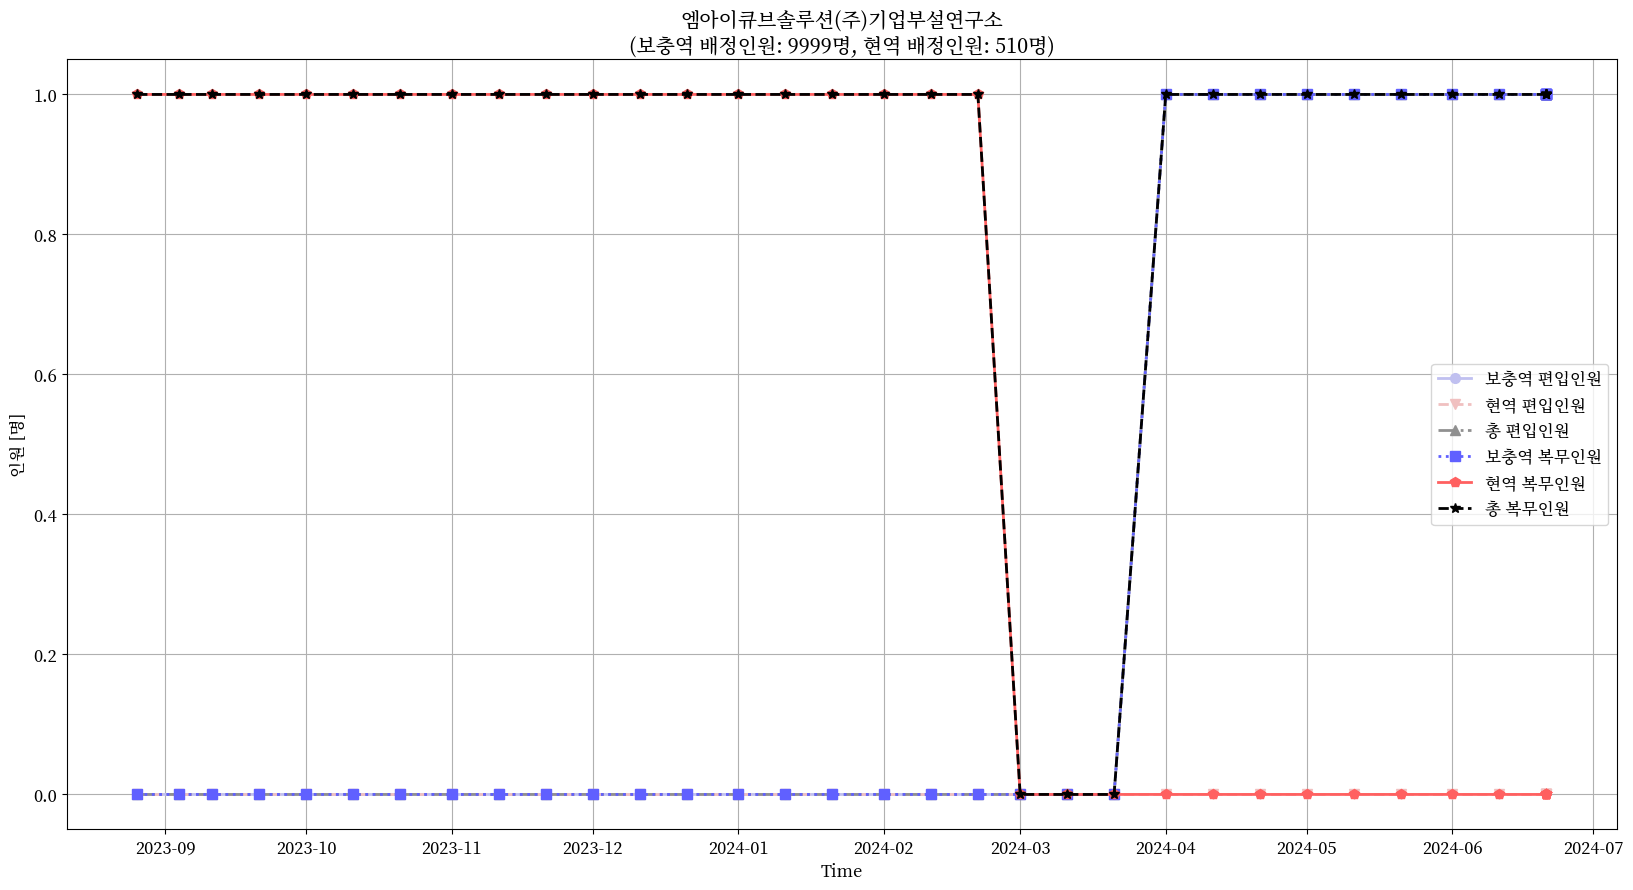 엠아이큐브솔루션(주)기업부설연구소
(보충역 배정인원: 9999명, 현역 배정인원: 510명)
인원 [명]
1.0
0.8
0.6
0.4
0.2
0.0
보충역 편입인원
현역 편입인원
총 편입인원
보충역 복무인원
현역 복무인원
총 복무인원
2023-09 2023-10 2023-11 2023-12 2024-01 2024-02 2024-03 2024-04 2024-05 2024-06 2024-07
Time